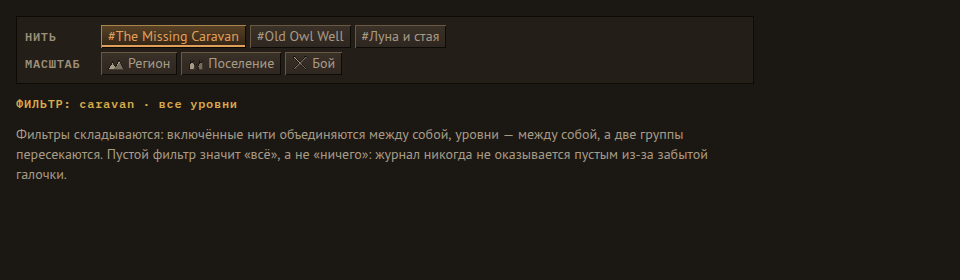 НИТЬ #The Missing Caravan #Old Owl Well #Луна и стая
МАСШТАБ Регион Поселение Бой
ФИЛЬТР: caravan · все уровни
Фильтры складываются: включённые нити объединяются между собой, уровни — между собой, а две группы
пересекаются. Пустой фильтр значит «всё», а не «ничего»: журнал никогда не оказывается пустым из-за забытой
галочки.